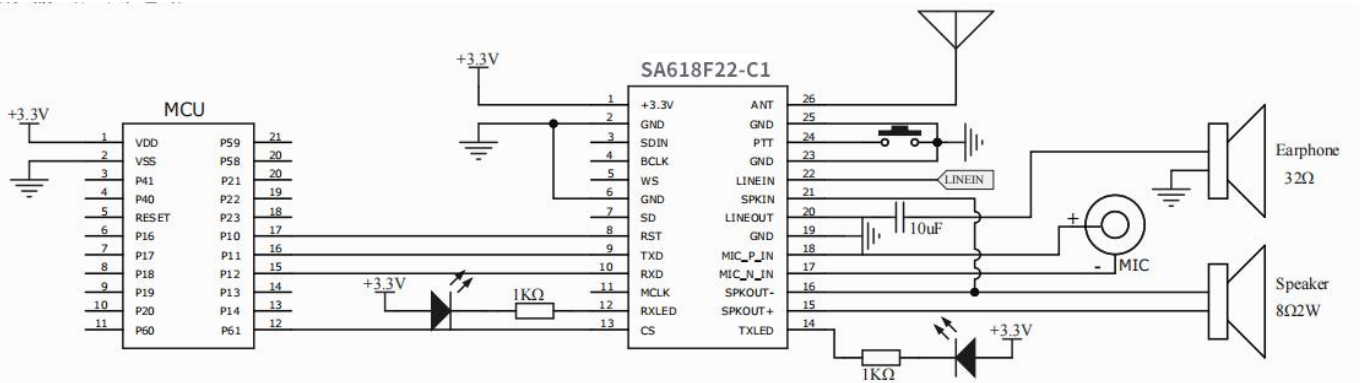 +3.3V
SA618F22-C1
+3.3V
MCU
1 VDD P59 21
2 VSS P58 20
3 P41 P21 20
4 P40 P22 19
5 RESET P23 18
6 P16 P10 17
7 P17 P11 16
8 P18 P12 15
9 P19 P13 14
10 P20 P14 13
11 P60 P61 12
1 +3.3V ANT 26
2 GND GND 25
3 SDIN PTT 24
4 BCLK GND 23
5 WS LINEIN 22
6 GND SPKIN 21
7 SD LINEOUT 20
8 RST GND 19
9 TXD MIC_P_IN 18
10 RXD MIC_N_IN 17
11 MCLK SPKOUT- 16
12 RXLED SPKOUT+ 15
13 CS TXLED 14
+3.3V
1KΩ
LINEIN
10uF
Earphone
32Ω
+
-
MIC
Speaker
8Ω2W
+3.3V
1KΩ